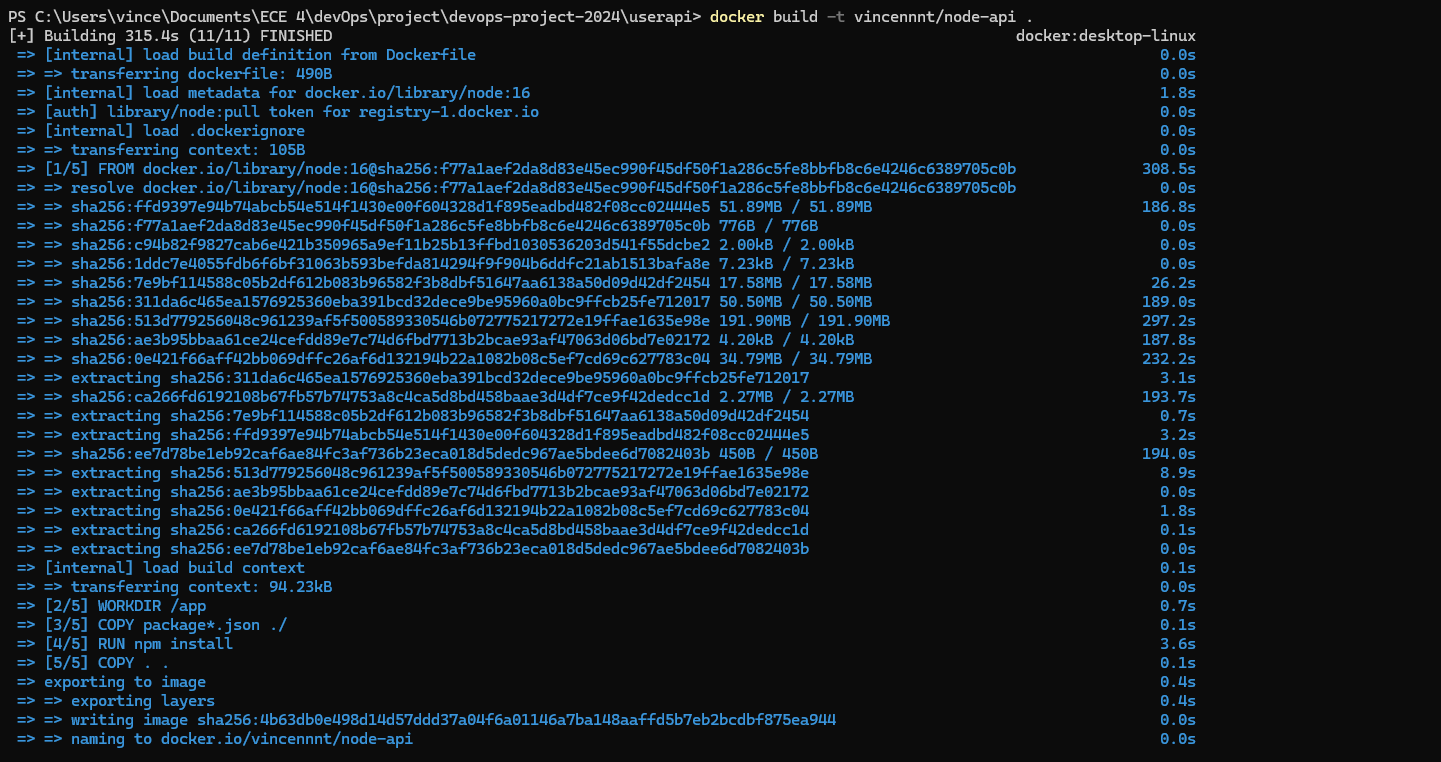 PS C:\Users\vince\Documents\ECE 4\devOps\project\devops-project-2024\userapi> docker build -t vincennnt/node-api .
[+] Building 315.4s (11/11) FINISHED docker:desktop-linux
=> [internal] load build definition from Dockerfile 0.0s
=> => transferring dockerfile: 490B 0.0s
=> [internal] load metadata for docker.io/library/node:16 1.8s
=> [auth] library/node:pull token for registry-1.docker.io 0.0s
=> [internal] load .dockerignore 0.0s
=> => transferring context: 105B 0.0s
=> [1/5] FROM docker.io/library/node:16@sha256:f77a1aef2da8d83e45ec990f45df50f1a286c5fe8bbfb8c6e4246c6389705c0b 308.5s
=> => resolve docker.io/library/node:16@sha256:f77a1aef2da8d83e45ec990f45df50f1a286c5fe8bbfb8c6e4246c6389705c0b 0.0s
=> => sha256:ffd9397e94b74abcb54e514f1430e00f604328d1f895eadbd482f08cc02444e5 51.89MB / 51.89MB 186.8s
=> => sha256:f77a1aef2da8d83e45ec990f45df50f1a286c5fe8bbfb8c6e4246c6389705c0b 776B / 776B 0.0s
=> => sha256:c94b82f9827cab6e421b350965a9ef11b25b13ffbd1030536203d541f55dcbe2 2.00kB / 2.00kB 0.0s
=> => sha256:1ddc7e4055fdb6f6bf31063b593befda814294f9f904b6ddfc21ab1513bafa8e 7.23kB / 7.23kB 0.0s
=> => sha256:7e9bf114588c05b2df612b083b96582f3b8dbf51647aa6138a50d09d42df2454 17.58MB / 17.58MB 26.2s
=> => sha256:311da6c465ea1576925360eba391bcd32dece9be95960a0bc9ffcb25fe712017 50.50MB / 50.50MB 189.0s
=> => sha256:513d779256048c961239af5f500589330546b072775217272e19ffae1635e98e 191.90MB / 191.90MB 297.2s
=> => sha256:ae3b95bbaa61ce24cefdd89e7c74d6fbd7713b2bcae93af47063d06bd7e02172 4.20kB / 4.20kB 187.8s
=> => sha256:0e421f66aff42bb069dffc26af6d132194b22a1082b08c5ef7cd69c627783c04 34.79MB / 34.79MB 232.2s
=> => extracting sha256:311da6c465ea1576925360eba391bcd32dece9be95960a0bc9ffcb25fe712017 3.1s
=> => sha256:ca266fd6192108b67fb57b74753a8c4ca5d8bd458baae3d4df7ce9f42dedcc1d 2.27MB / 2.27MB 193.7s
=> => extracting sha256:7e9bf114588c05b2df612b083b96582f3b8dbf51647aa6138a50d09d42df2454 0.7s
=> => extracting sha256:ffd9397e94b74abcb54e514f1430e00f604328d1f895eadbd482f08cc02444e5 3.2s
=> => sha256:ee7d78be1eb92caf6ae84fc3af736b23eca018d5dedc967ae5bdee6d7082403b 450B / 450B 194.0s
=> => extracting sha256:513d779256048c961239af5f500589330546b072775217272e19ffae1635e98e 8.9s
=> => extracting sha256:ae3b95bbaa61ce24cefdd89e7c74d6fbd7713b2bcae93af47063d06bd7e02172 0.0s
=> => extracting sha256:0e421f66aff42bb069dffc26af6d132194b22a1082b08c5ef7cd69c627783c04 1.8s
=> => extracting sha256:ca266fd6192108b67fb57b74753a8c4ca5d8bd458baae3d4df7ce9f42dedcc1d 0.1s
=> => extracting sha256:ee7d78be1eb92caf6ae84fc3af736b23eca018d5dedc967ae5bdee6d7082403b 0.0s
=> [internal] load build context 0.1s
=> => transferring context: 94.23kB 0.0s
=> [2/5] WORKDIR /app 0.7s
=> [3/5] COPY package*.json ./ 0.1s
=> [4/5] RUN npm install 3.6s
=> [5/5] COPY . . 0.1s
=> exporting to image 0.4s
=> => exporting layers 0.4s
=> => writing image sha256:4b63db0e498d14d57ddd37a04f6a01146a7ba148aaffd5b7eb2bcdbf875ea944 0.0s
=> => naming to docker.io/vincennnt/node-api 0.0s